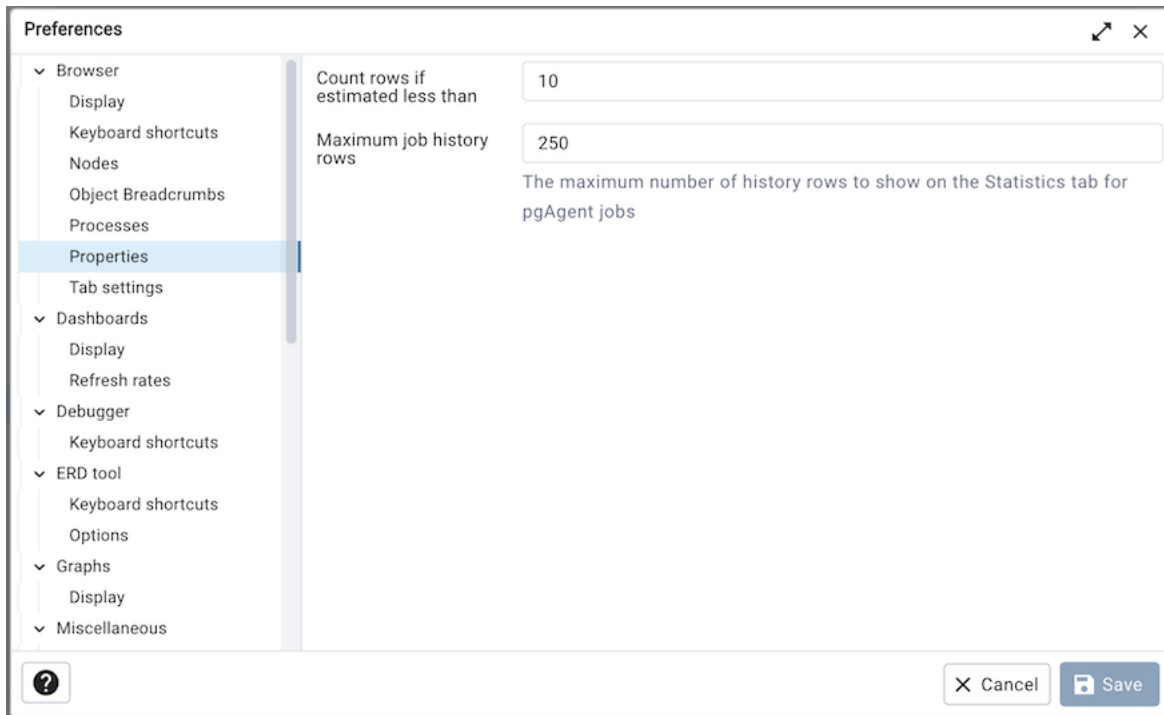 Preferences
Browser
Display
Keyboard shortcuts
Nodes
Object Breadcrumbs
Processes
Properties
Tab settings
Dashboards
Display
Refresh rates
Debugger
Keyboard shortcuts
ERD tool
Keyboard shortcuts
Options
Graphs
Display
Miscellaneous
Count rows if
estimated less than
10
Maximum job history
rows
250
The maximum number of history rows to show on the Statistics tab for
pgAgent jobs
?
Cancel
Save